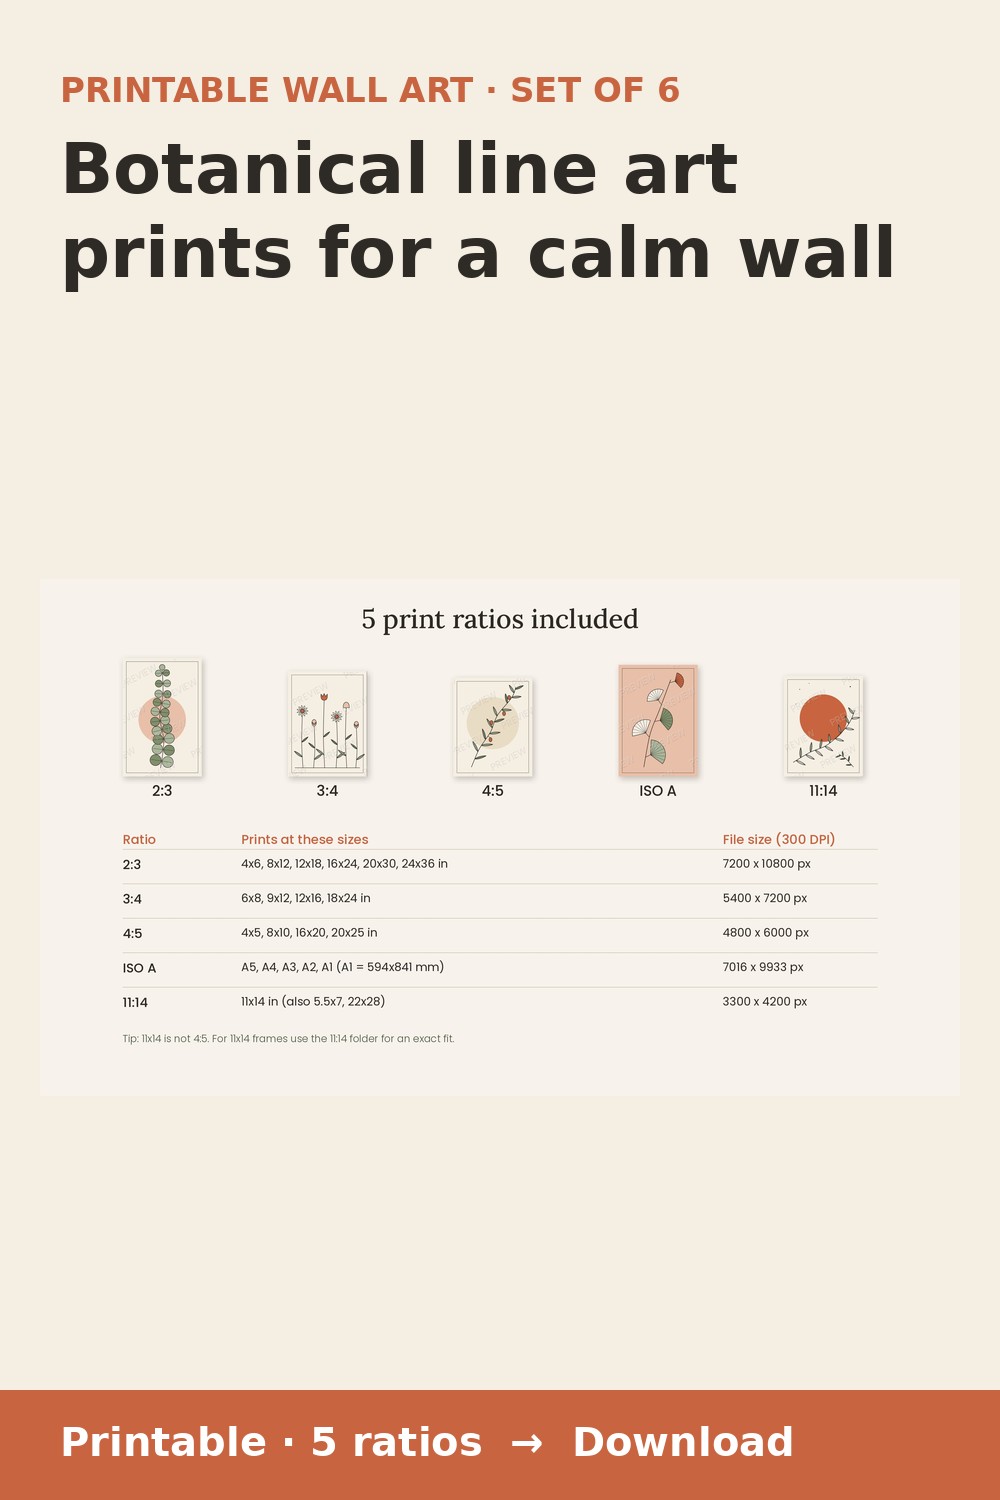 PRINTABLE WALL ART · SET OF 6
Botanical line art
prints for a calm wall
5 print ratios included
PREVIEW
2:3 3:4 4:5 ISO A 11:14
Ratio Prints at these sizes File size (300 DPI)
2:3 4x6, 8x12, 12x18, 16x24, 20x30, 24x36 in 7200 x 10800 px
3:4 6x8, 9x12, 12x16, 18x24 in 5400 x 7200 px
4:5 4x5, 8x10, 16x20, 20x25 in 4800 x 6000 px
ISO A A5, A4, A3, A2, A1 (A1 = 594x841 mm) 7016 x 9933 px
11:14 11x14 in (also 5.5x7, 22x28) 3300 x 4200 px
Tip: 11x14 is not 4:5. For 11x14 frames use the 11:14 folder for an exact fit.
Printable · 5 ratios → Download